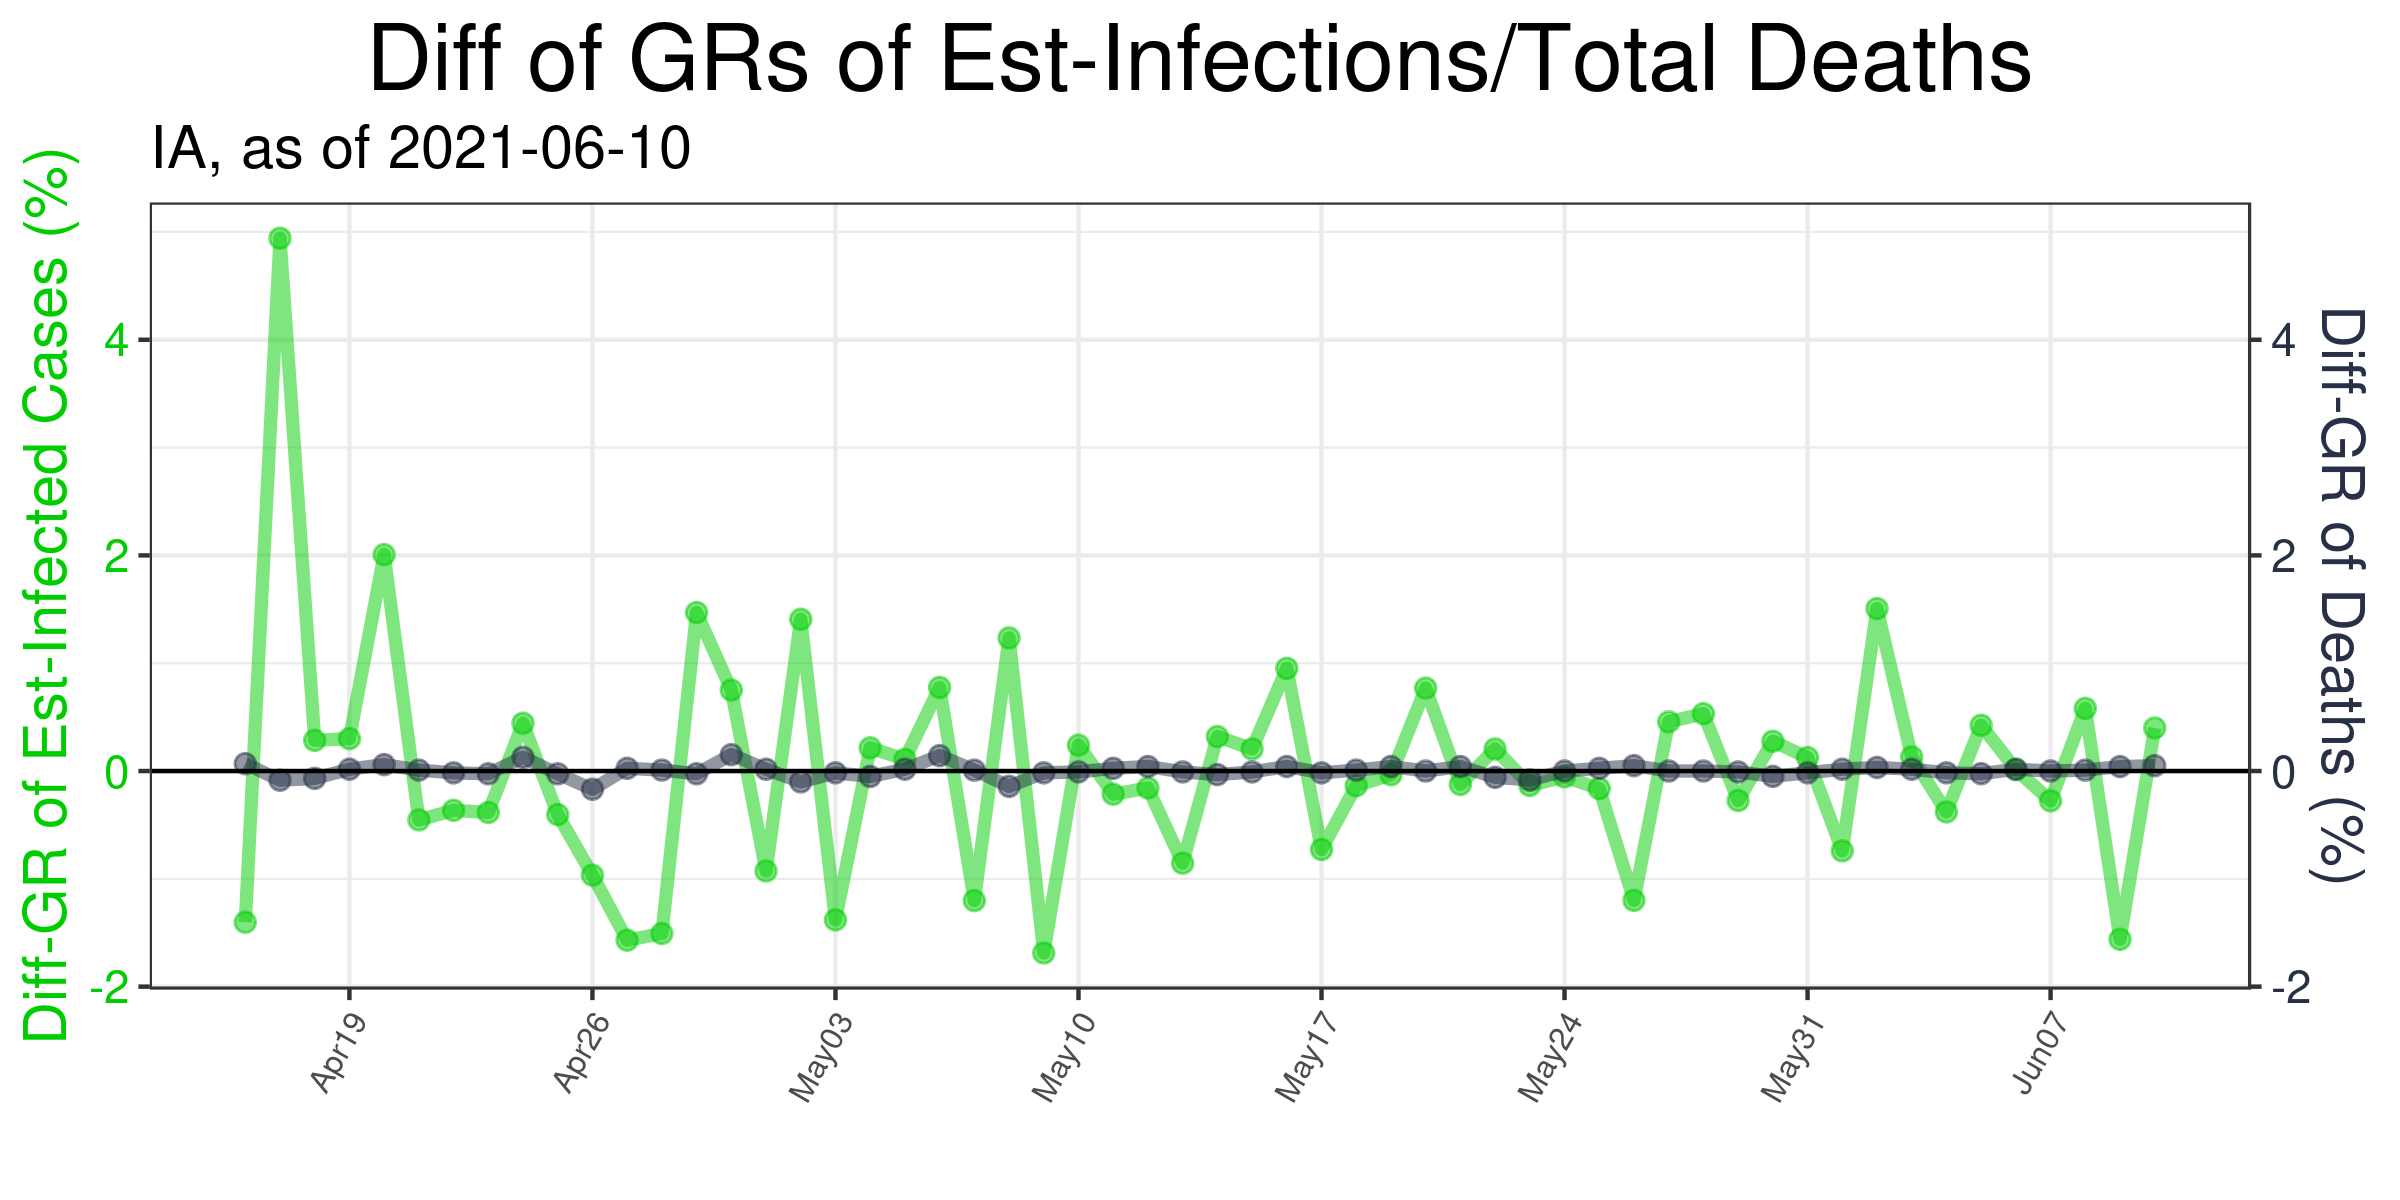 Diff of GRs of Est-Infections/Total Deaths
IA, as of 2021-06-10
Diff-GR of Est-Infected Cases (%)
4
2
0
-2
4
2
0
-2
Diff-GR of Deaths (%)
Apr19
Apr26
May03
May10
May17
May24
May31
Jun07